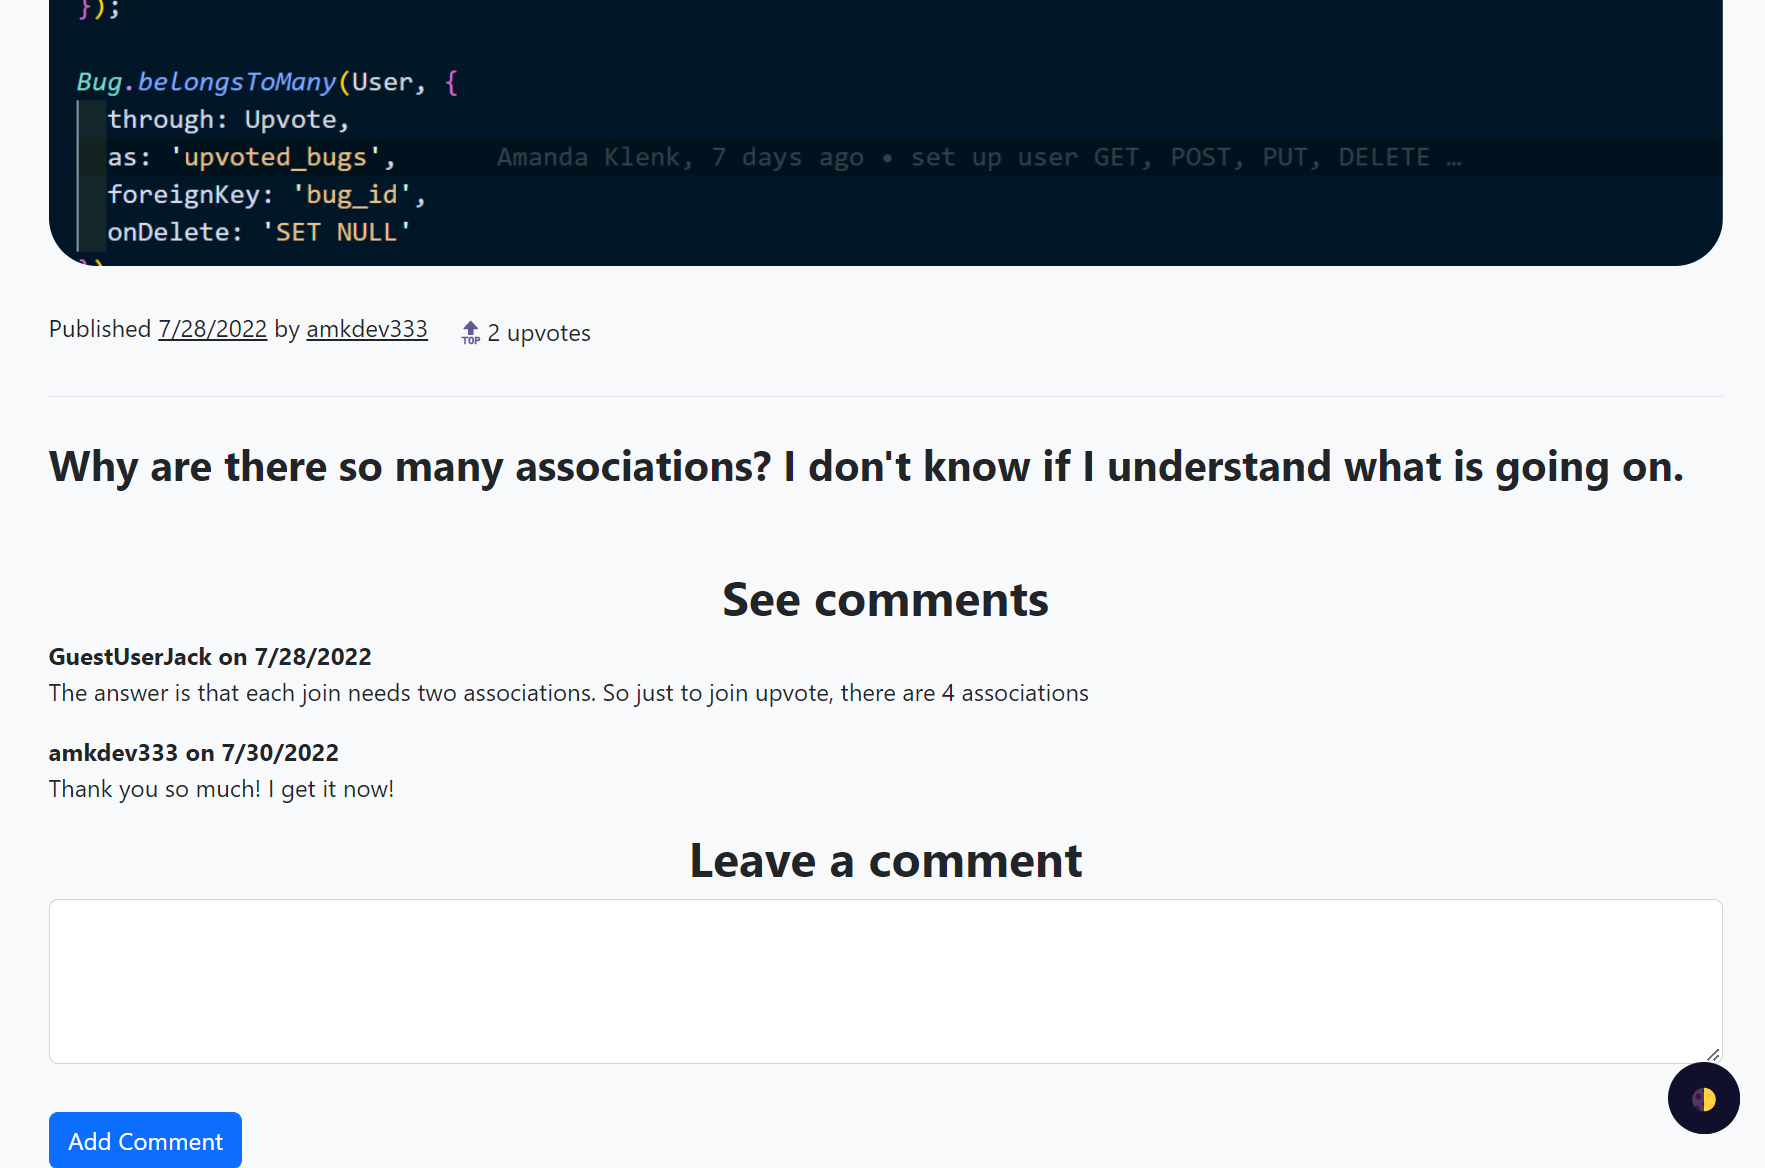 });
Bug.belongsToMany(User, {
through: Upvote,
as: 'upvoted_bugs', Amanda Klenk, 7 days ago • set up user GET, POST, PUT, DELETE …
foreignKey: 'bug_id',
onDelete: 'SET NULL'
})
Published 7/28/2022 by amkdev333 TOP 2 upvotes
Why are there so many associations? I don't know if I understand what is going on.
See comments
GuestUserJack on 7/28/2022
The answer is that each join needs two associations. So just to join upvote, there are 4 associations
amkdev333 on 7/30/2022
Thank you so much! I get it now!
Leave a comment
Add Comment